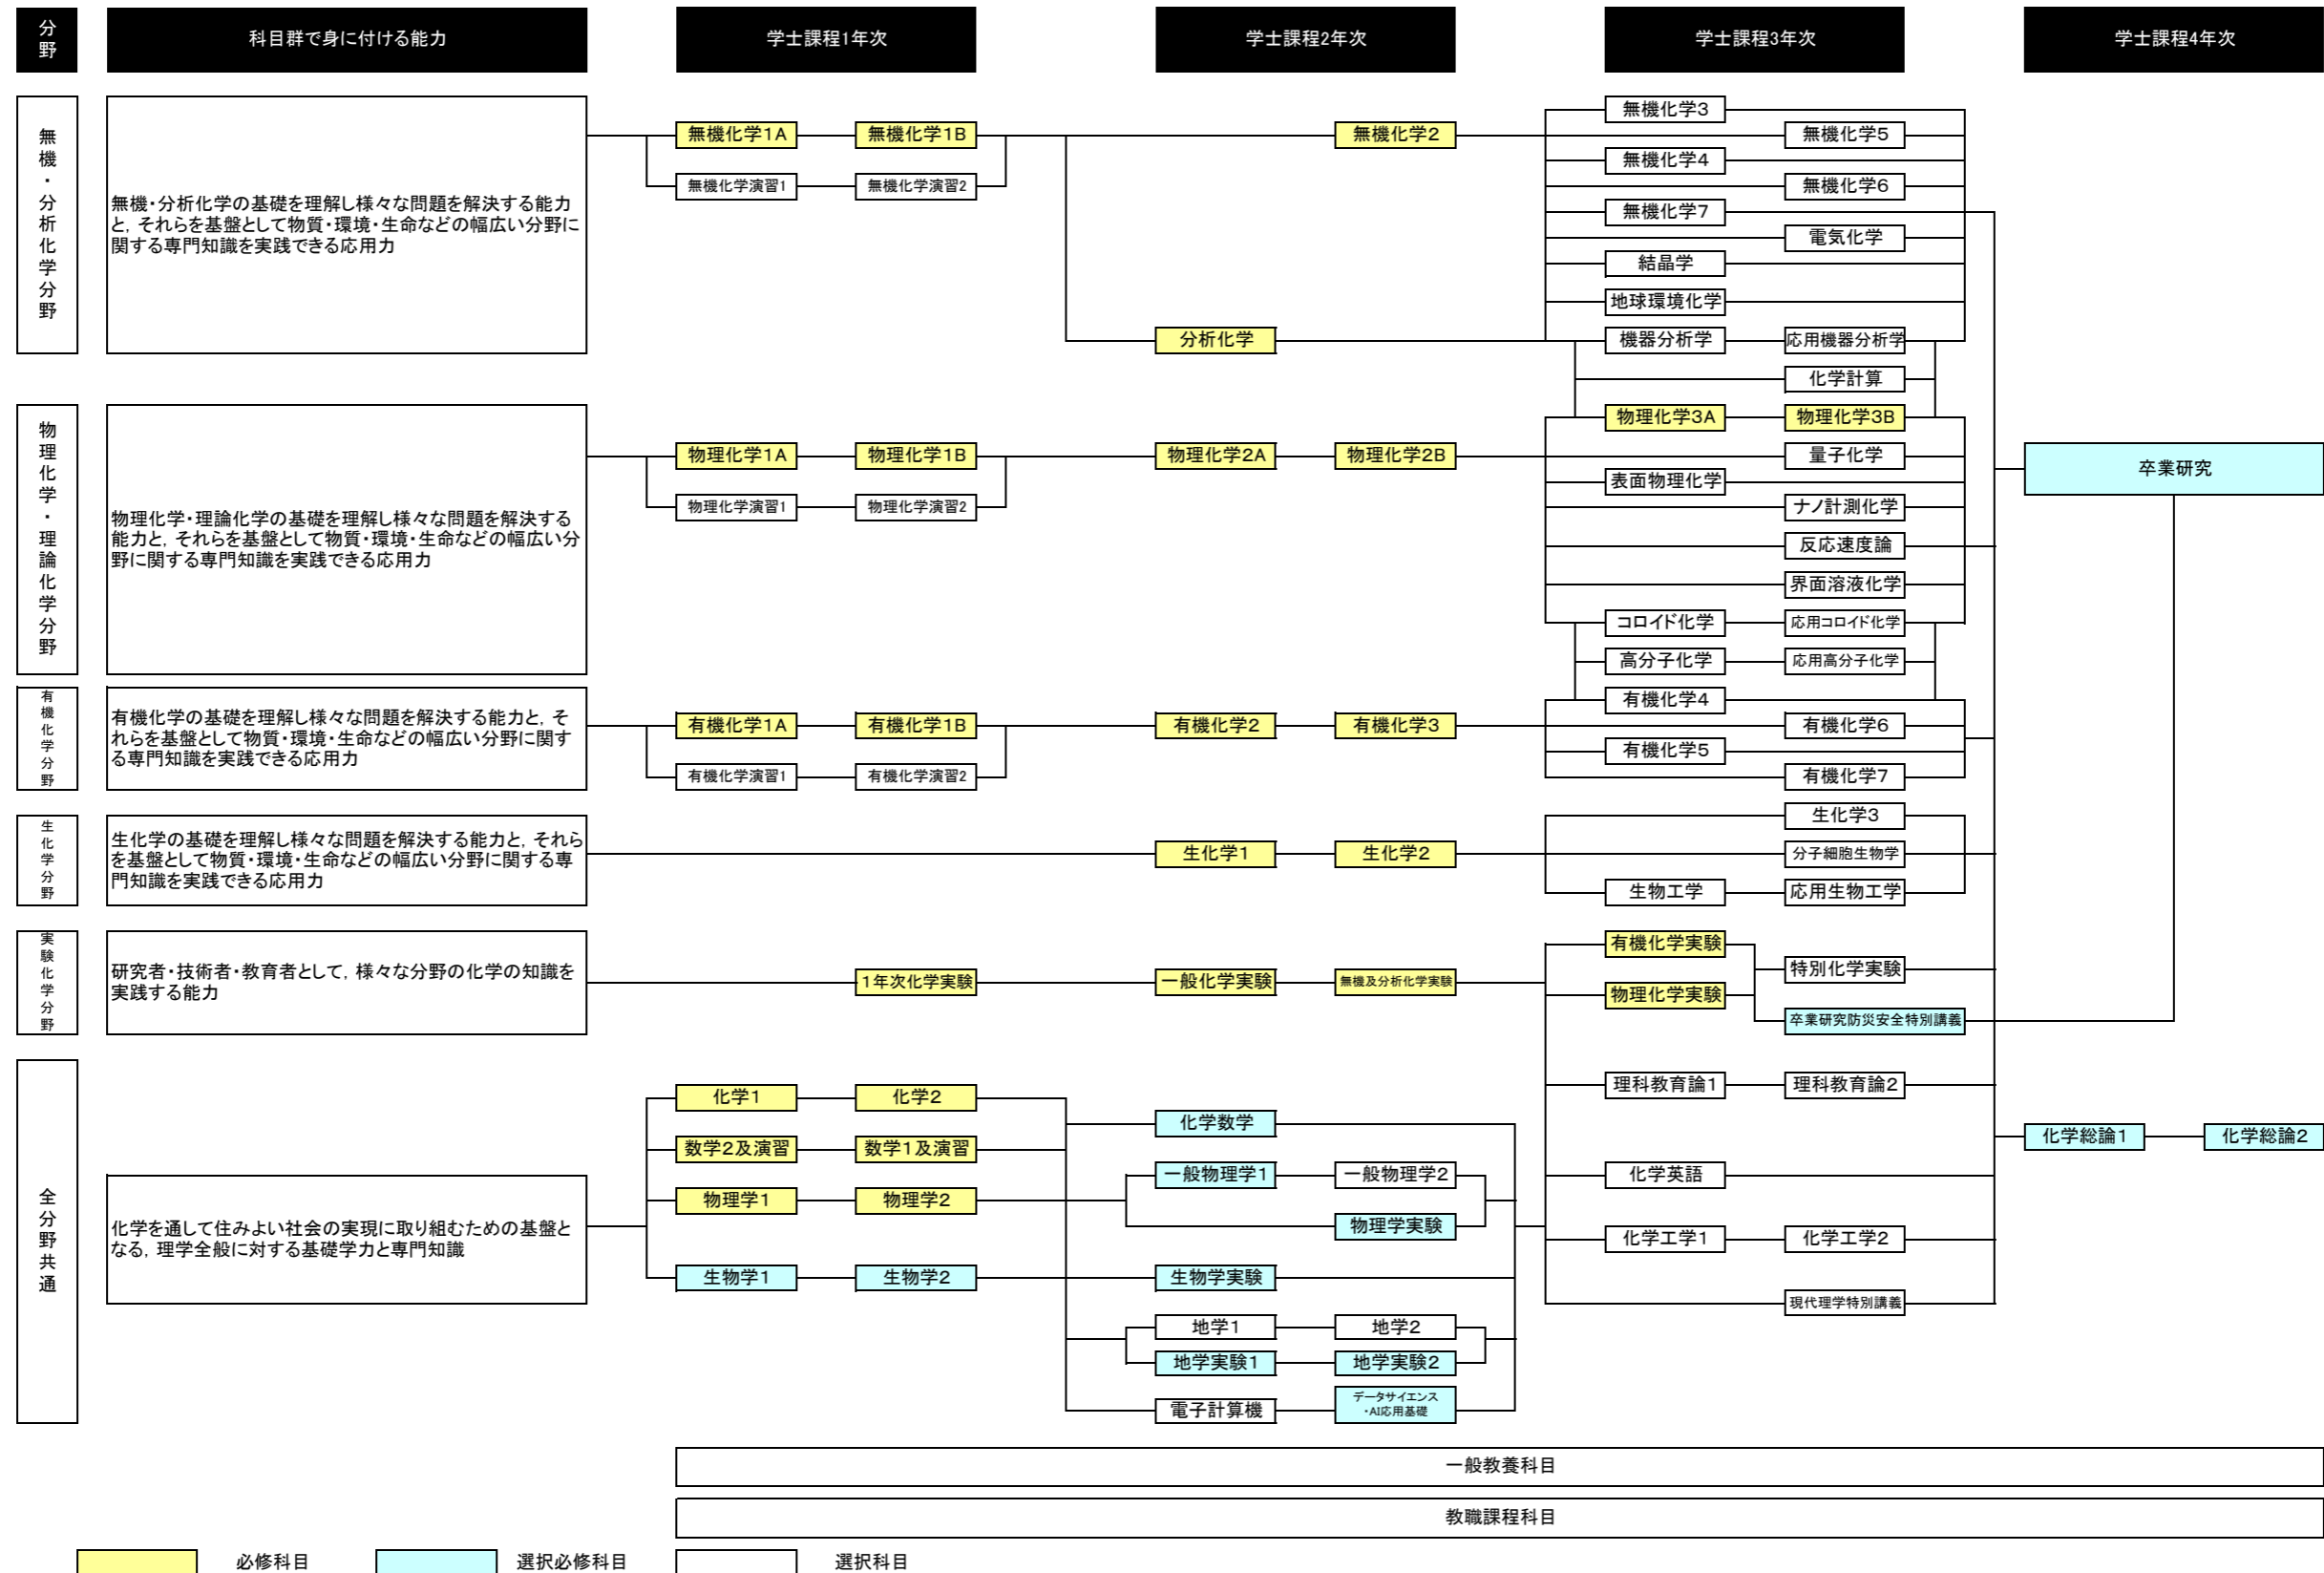 分野
科目群で身に付ける能力
学士課程1年次
学士課程2年次
学士課程3年次
学士課程4年次
無機・分析化学分野
無機・分析化学の基礎を理解し様々な問題を解決する能力
と，それらを基盤として物質・環境・生命などの幅広い分野に
関する専門知識を実践できる応用力
無機化学1A
無機化学1B
無機化学演習1
無機化学演習2
無機化学2
分析化学
無機化学3
無機化学5
無機化学4
無機化学6
無機化学7
電気化学
結晶学
地球環境化学
機器分析学
応用機器分析学
化学計算
物理化学・理論化学分野
物理化学・理論化学の基礎を理解し様々な問題を解決する
能力と，それらを基盤として物質・環境・生命などの幅広い分
野に関する専門知識を実践できる応用力
物理化学1A
物理化学1B
物理化学演習1
物理化学演習2
物理化学2A
物理化学2B
物理化学3A
物理化学3B
量子化学
表面物理化学
ナノ計測化学
反応速度論
界面溶液化学
コロイド化学
応用コロイド化学
高分子化学
応用高分子化学
卒業研究
有機化学分野
有機化学の基礎を理解し様々な問題を解決する能力と，そ
れらを基盤として物質・環境・生命などの幅広い分野に関す
る専門知識を実践できる応用力
有機化学1A
有機化学1B
有機化学演習1
有機化学演習2
有機化学2
有機化学3
有機化学4
有機化学6
有機化学5
有機化学7
生化学分野
生化学の基礎を理解し様々な問題を解決する能力と，それら
を基盤として物質・環境・生命などの幅広い分野に関する専
門知識を実践できる応用力
生化学1
生化学2
生化学3
分子細胞生物学
生物工学
応用生物工学
実験化学分野
研究者・技術者・教育者として，様々な分野の化学の知識を
実践する能力
1年次化学実験
一般化学実験
無機及分析化学実験
有機化学実験
物理化学実験
特別化学実験
卒業研究防災安全特別講義
全分野共通
化学を通して住みよい社会の実現に取り組むための基盤と
なる，理学全般に対する基礎学力と専門知識
化学1
化学2
数学2及演習
数学1及演習
物理学1
物理学2
生物学1
生物学2
化学数学
一般物理学1
一般物理学2
物理学実験
生物学実験
地学1
地学2
地学実験1
地学実験2
電子計算機
データサイエンス
・AI応用基礎
理科教育論1
理科教育論2
化学英語
化学工学1
化学工学2
現代理学特別講義
化学総論1
化学総論2
一般教養科目
教職課程科目
必修科目
選択必修科目
選択科目